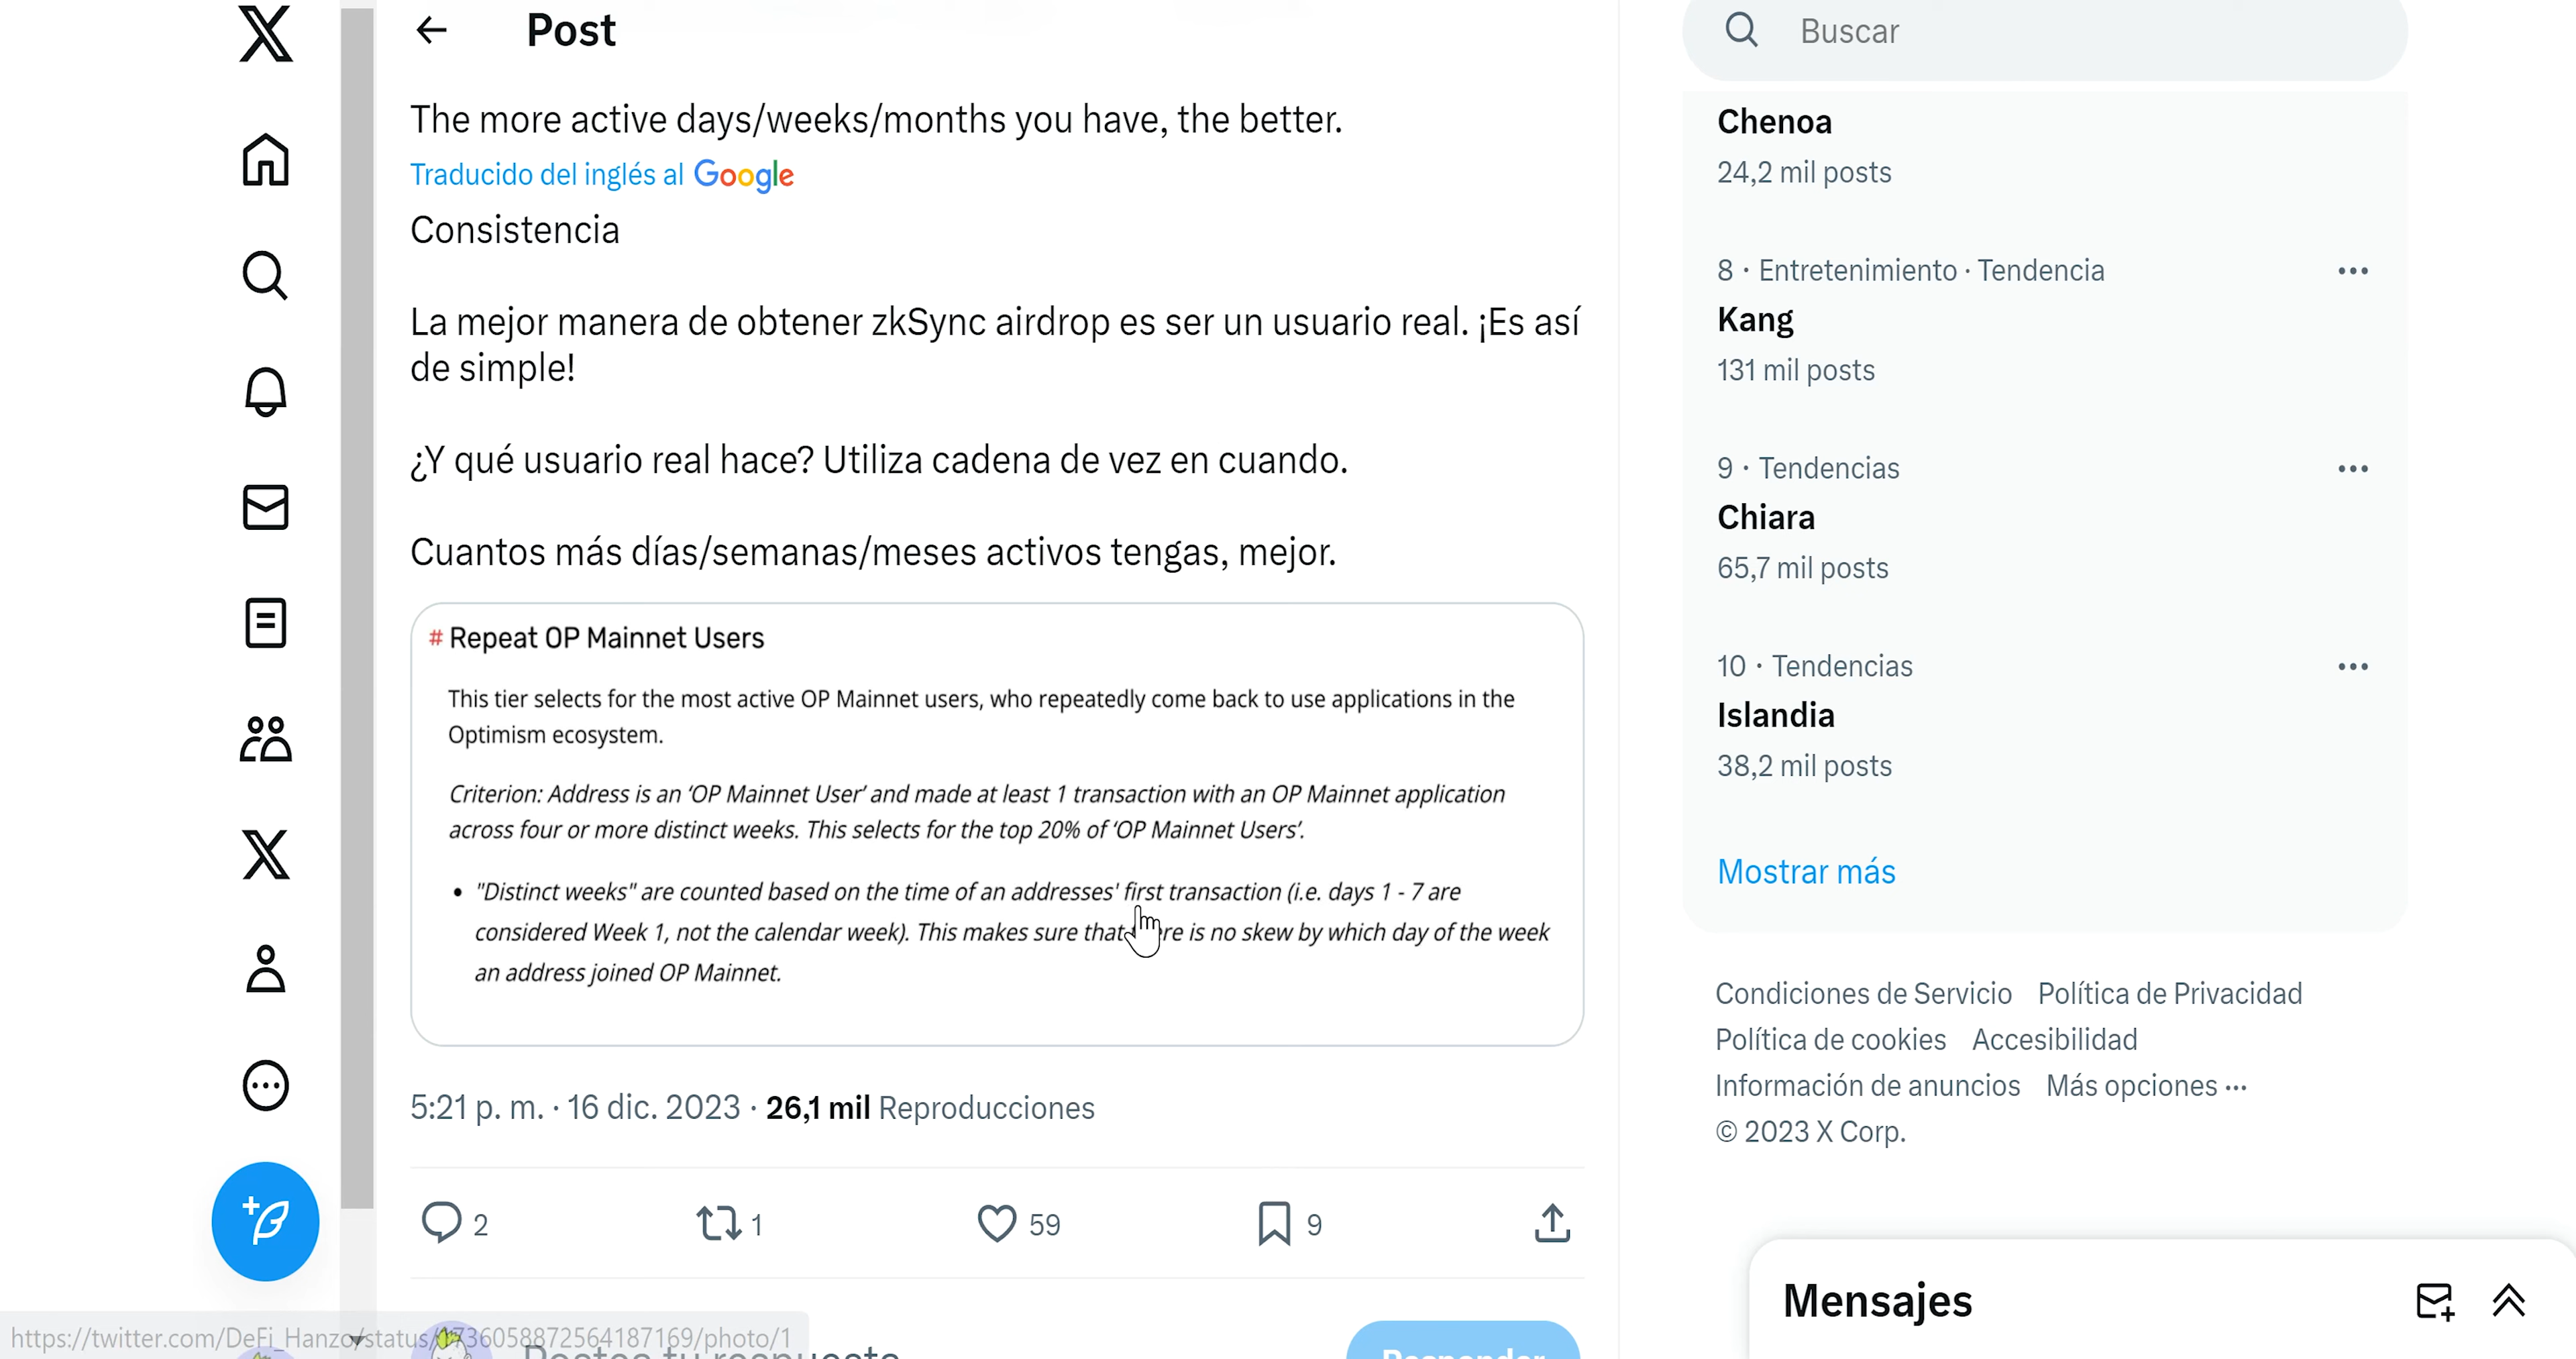 Post
The more active days/weeks/months you have, the better.
Traducido del inglés al Google
Consistencia
La mejor manera de obtener zkSync airdrop es ser un usuario real. ¡Es así
de simple!
¿Y qué usuario real hace? Utiliza cadena de vez en cuando.
Cuantos más días/semanas/meses activos tengas, mejor.
# Repeat OP Mainnet Users
This tier selects for the most active OP Mainnet users, who repeatedly come back to use applications in the
Optimism ecosystem.
Criterion: Address is an ‘OP Mainnet User’ and made at least 1 transaction with an OP Mainnet application
across four or more distinct weeks. This selects for the top 20% of ‘OP Mainnet Users’.
• "Distinct weeks" are counted based on the time of an addresses' first transaction (i.e. days 1 - 7 are
considered Week 1, not the calendar week). This makes sure that is no skew by which day of the week
an address joined OP Mainnet.
5:21 p. m. · 16 dic. 2023 · 26,1 mil Reproducciones
2 1 59 9
Buscar
Chenoa
24,2 mil posts
8 · Entretenimiento · Tendencia
Kang
131 mil posts
9 · Tendencias
Chiara
65,7 mil posts
10 · Tendencias
Islandia
38,2 mil posts
Mostrar más
Condiciones de Servicio Política de Privacidad
Política de cookies Accesibilidad
Información de anuncios Más opciones ···
© 2023 X Corp.
Mensajes
https://twitter.com/DeFi_Hanzo/status/1736058872564187169/photo/1